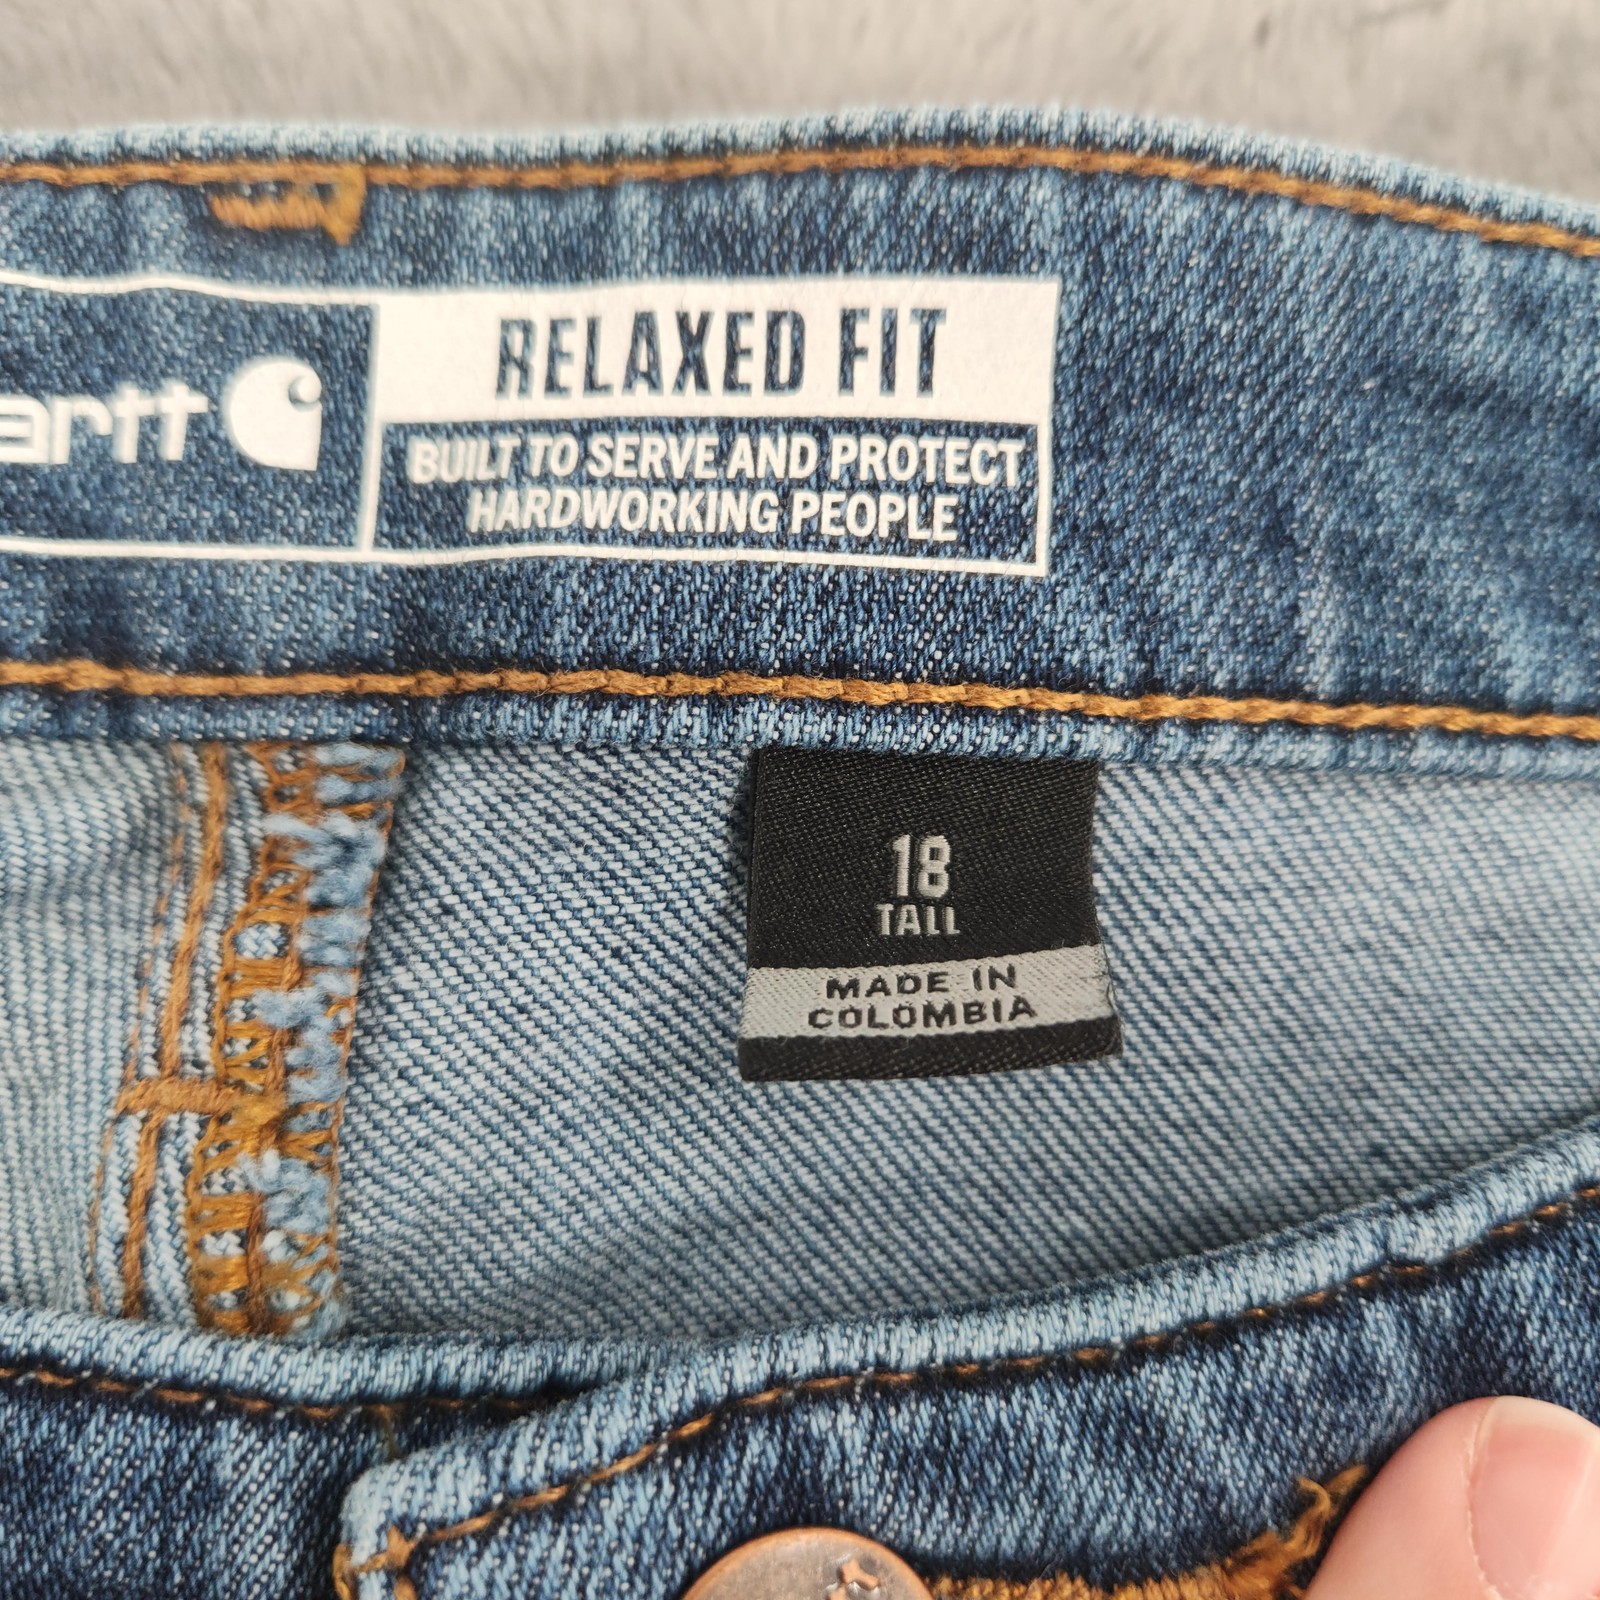 artt
RELAXED FIT
BUILT TO SERVE AND PROTECT
HARDWORKING PEOPLE
18
TALL
MADE IN
COLOMBIA